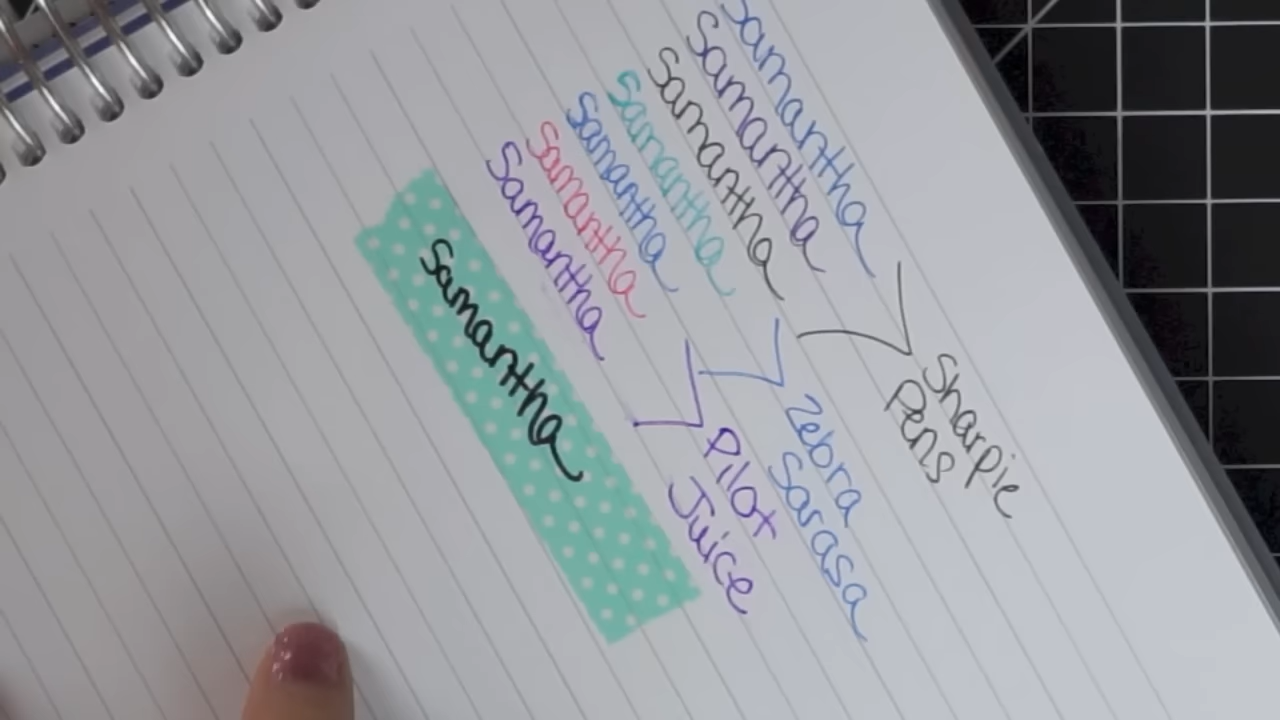 Samantha
Samantha
Samantha
Samantha
Samantha
Samantha
Samantha
Samantha
Sharpie
Pens
Zebra
Sarasa
Pilot
Juice